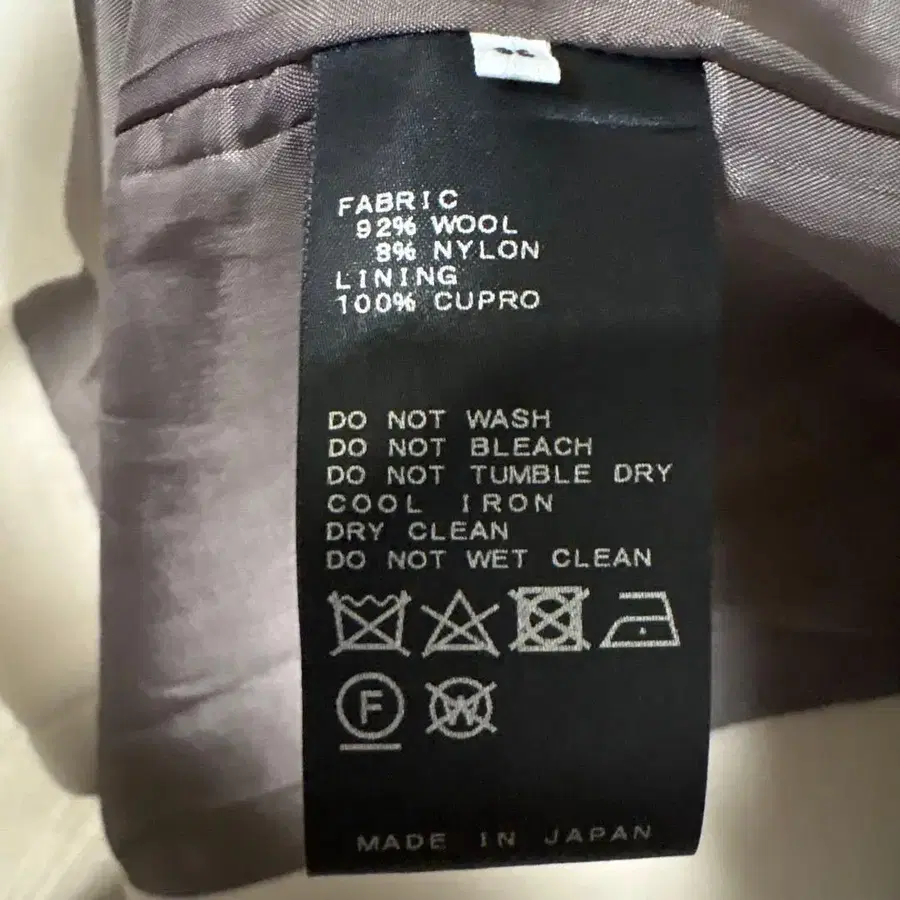 FABRIC
92% WOOL
8% NYLON
LINING
100% CUPRO
DO NOT WASH
DO NOT BLEACH
DO NOT TUMBLE DRY
COOL IRON
DRY CLEAN
DO NOT WET CLEAN
F W
MADE IN JAPAN